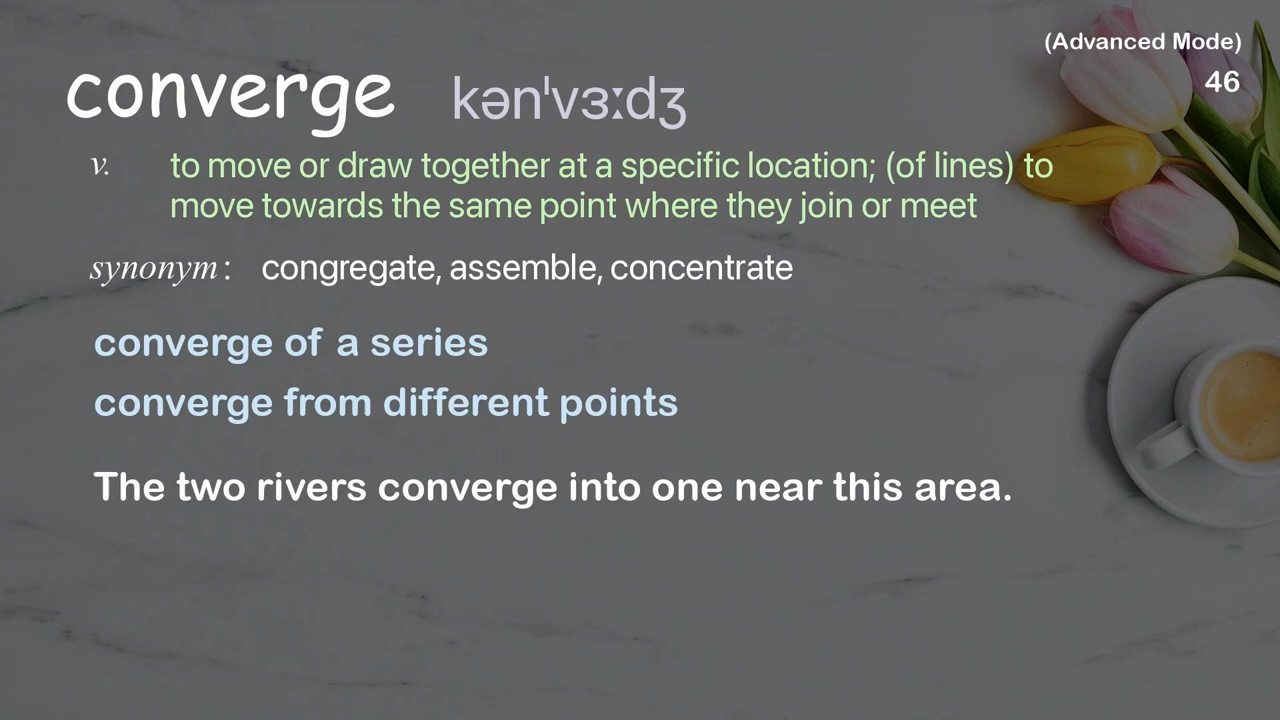 (Advanced Mode)
46
converge kən'vɜːdʒ
v. to move or draw together at a specific location; (of lines) to
move towards the same point where they join or meet
synonym: congregate, assemble, concentrate
converge of a series
converge from different points
The two rivers converge into one near this area.